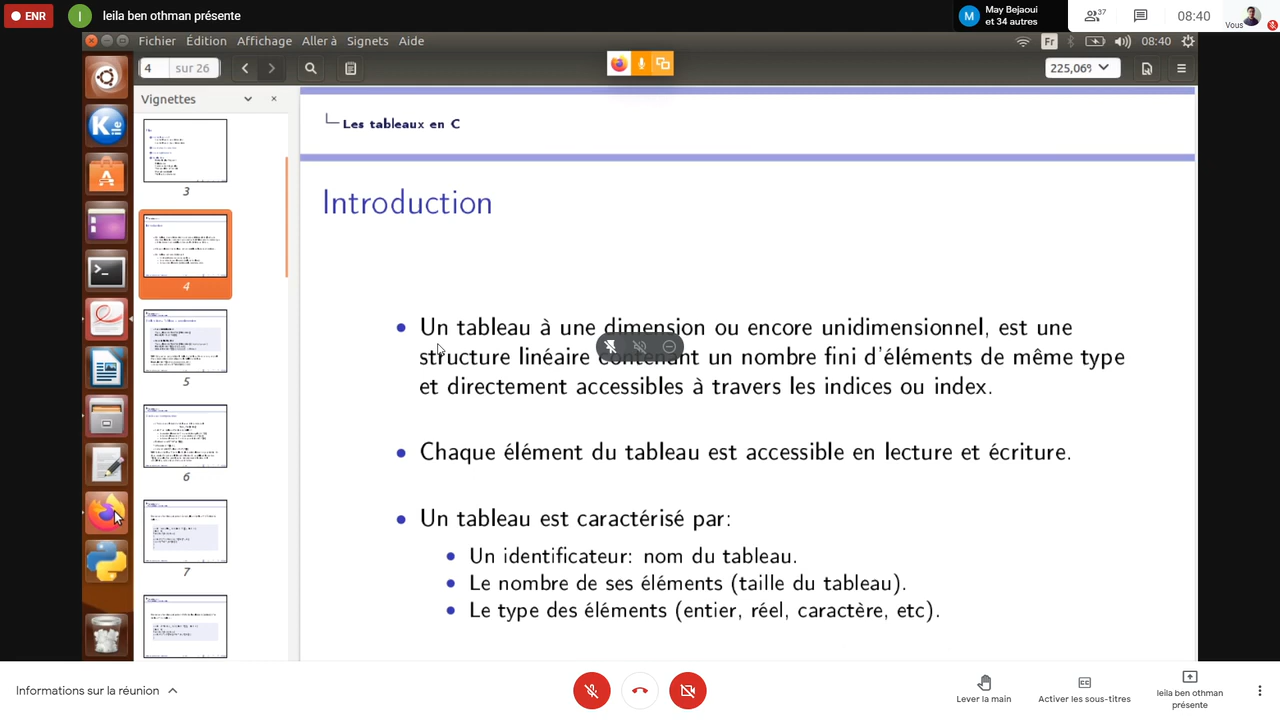 ENR
I
leila ben othman présente
M
May Bejaoui
et 34 autres
37
08:40
Vous
Fichier Édition Affichage Aller à Signets Aide
Fr
08:40
4 sur 26
225,06%
Vignettes
3
4
5
6
7
Les tableaux en C
Introduction
Un tableau à une dimension ou encore unidimensionnel, est une
structure linéaire contenant un nombre fini d'éléments de même type
et directement accessibles à travers les indices ou index.
Chaque élément du tableau est accessible en lecture et écriture.
Un tableau est caractérisé par:
Un identificateur: nom du tableau.
Le nombre de ses éléments (taille du tableau).
Le type des éléments (entier, réel, caractère, etc).
Informations sur la réunion
Lever la main
Activer les sous-titres
leila ben othman
présente